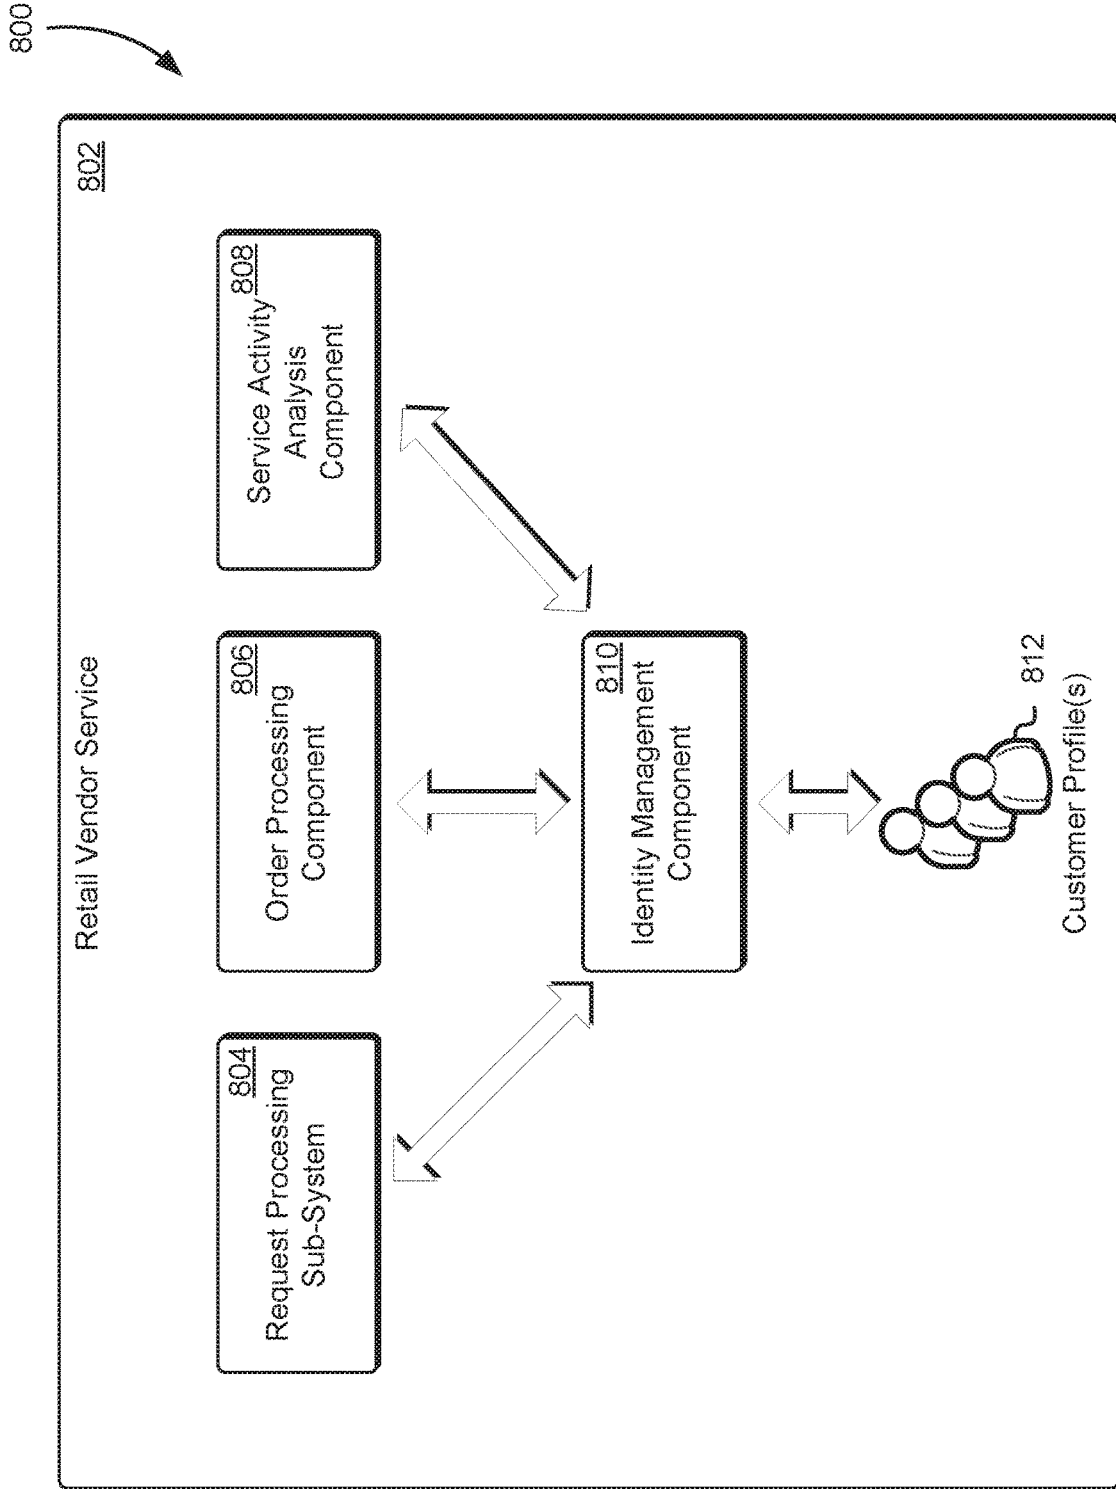 800
802
Retail Vendor Service
804
Request Processing
Sub-System
806
Order Processing
Component
808
Service Activity
Analysis
Component
810
Identity Management
Component
812
Customer Profile(s)